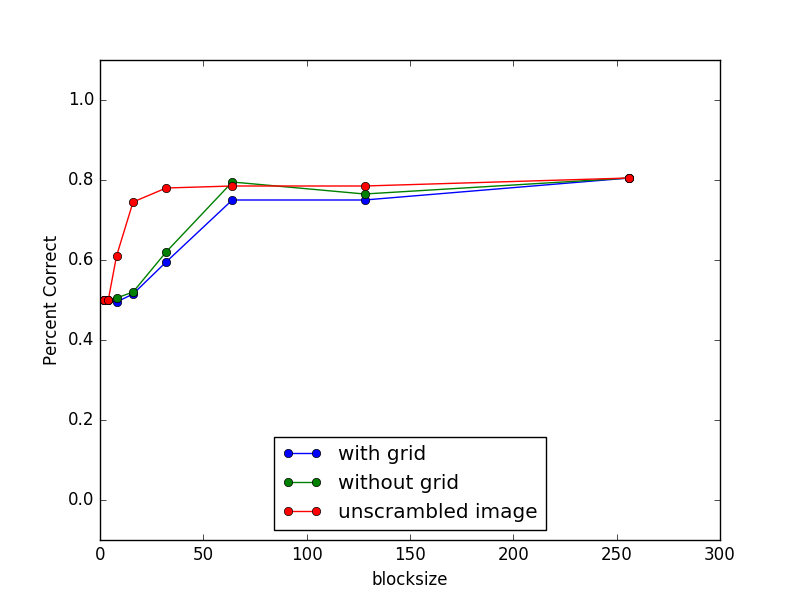 1.0
0.8
0.6
0.4
0.2
0.0
Percent Correct
with grid
without grid
unscrambled image
0 50 100 150 200 250 300
blocksize